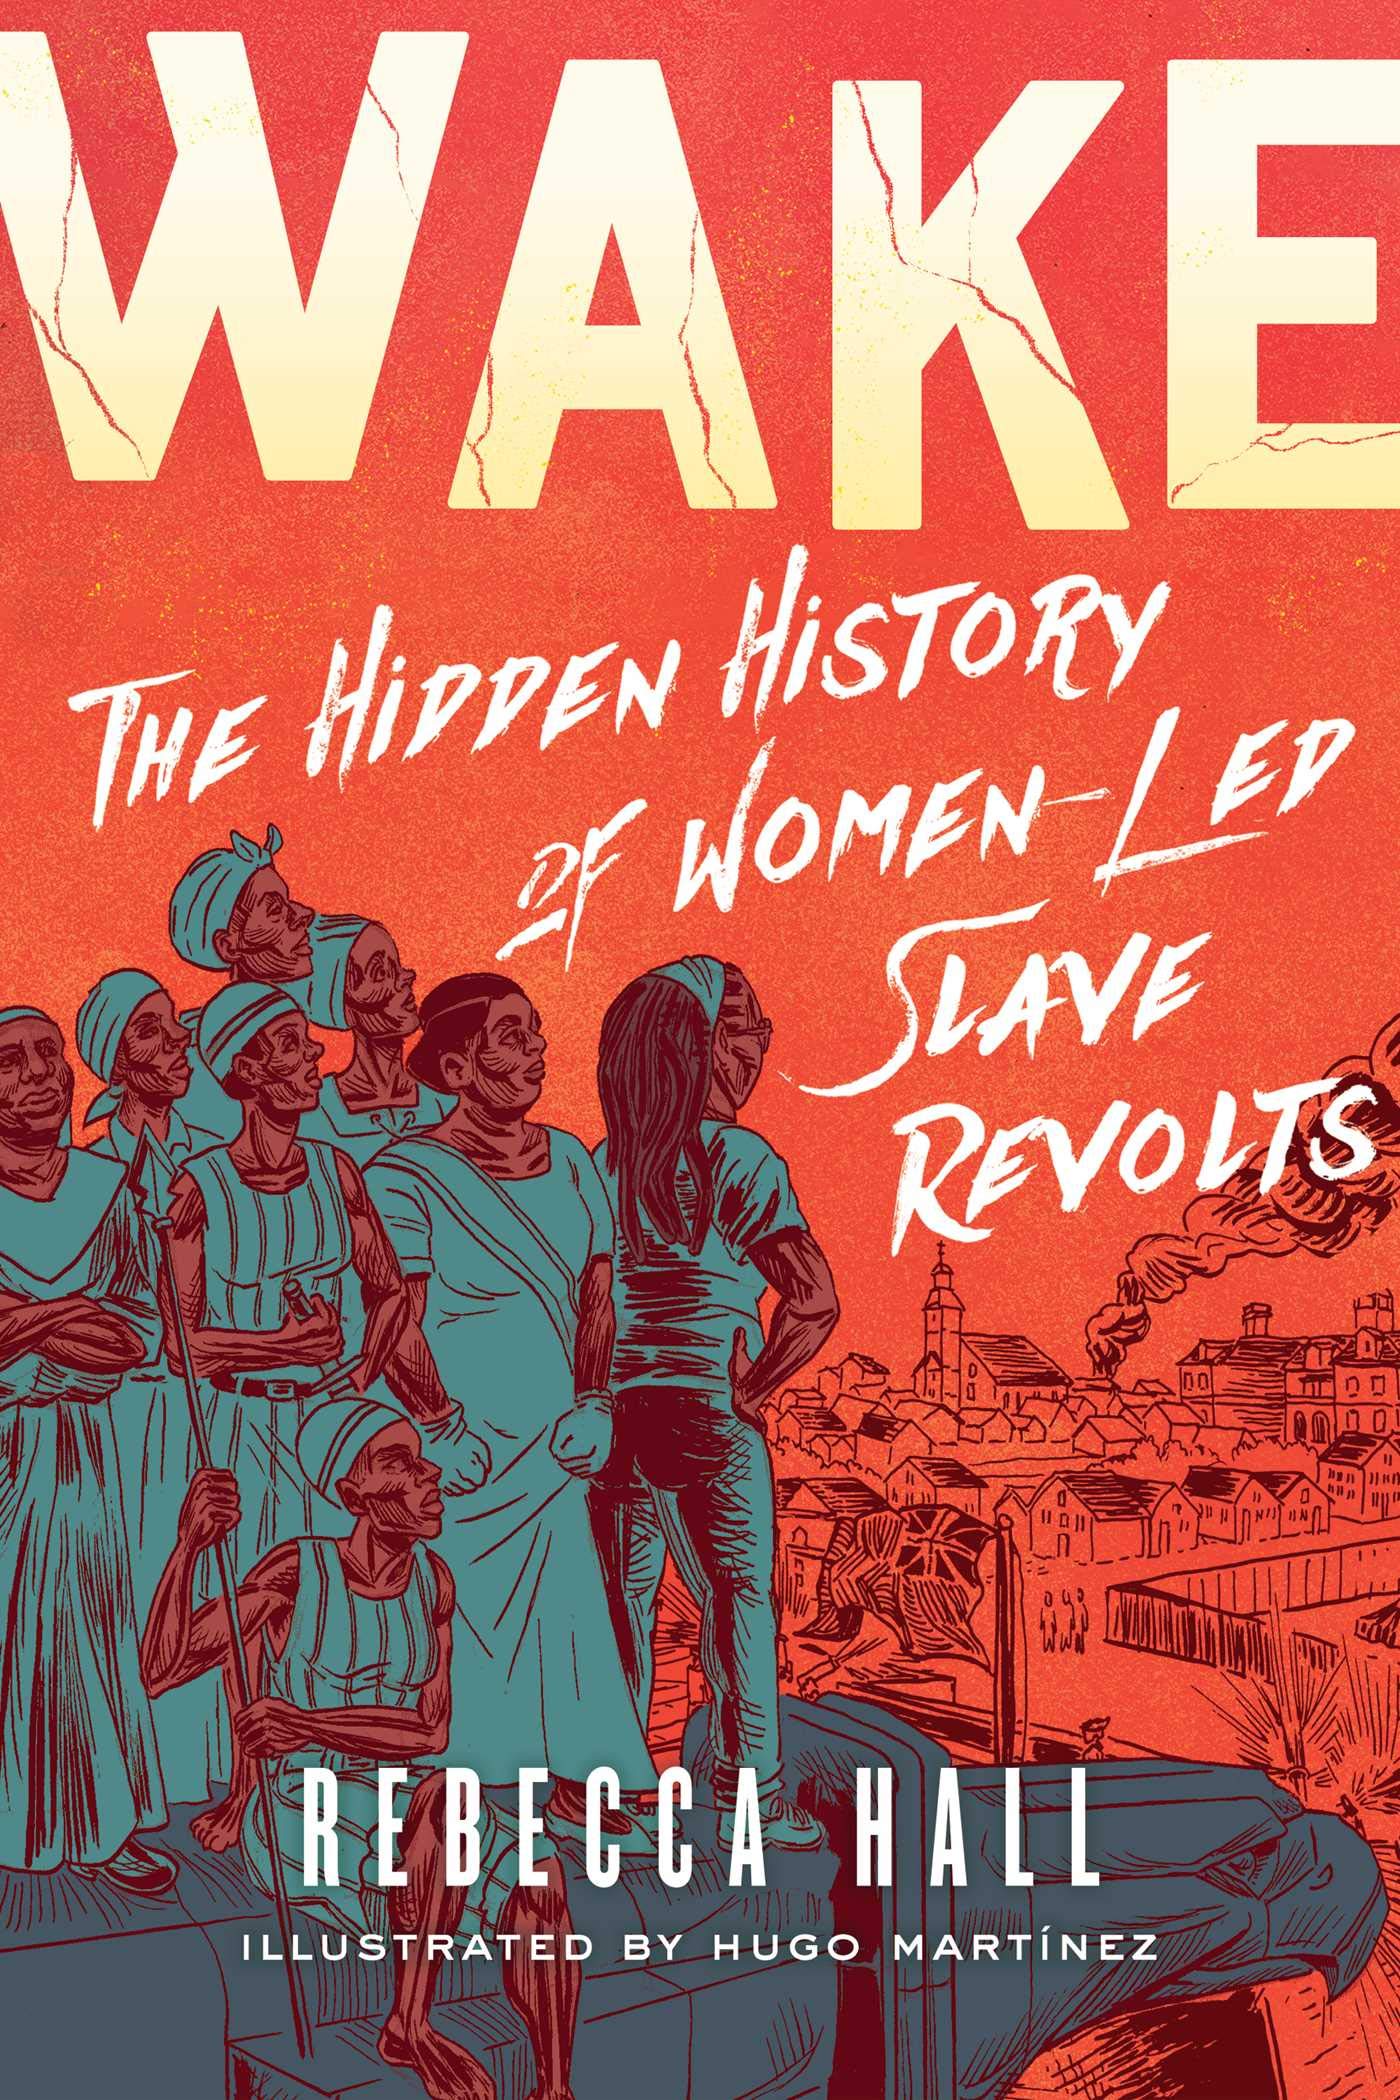 WAKE
THE HIDDEN HISTORY
OF WOMEN-LED
SLAVE
REVOLTS
REBECCA HALL
ILLUSTRATED BY HUGO MARTÍNEZ